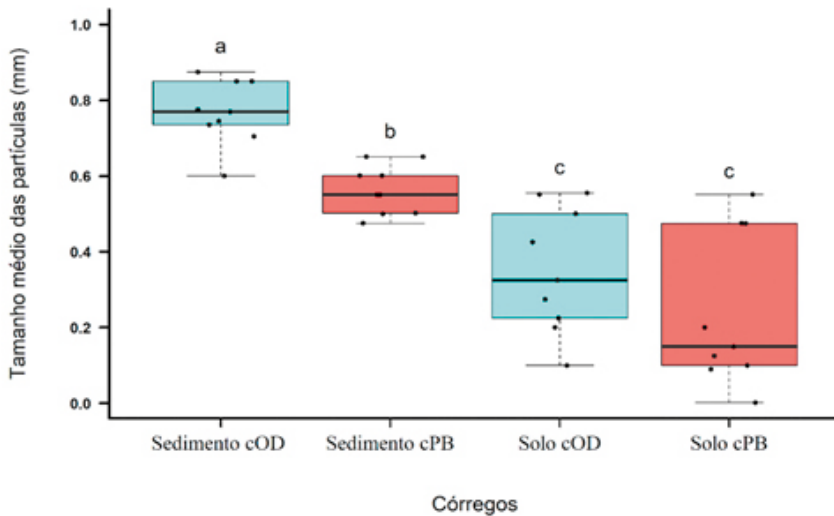 Tamanho médio das partículas (mm)
1.0
0.8
0.6
0.4
0.2
0.0
a
b
c
c
Sedimento cOD
Sedimento cPB
Solo cOD
Solo cPB
Córregos